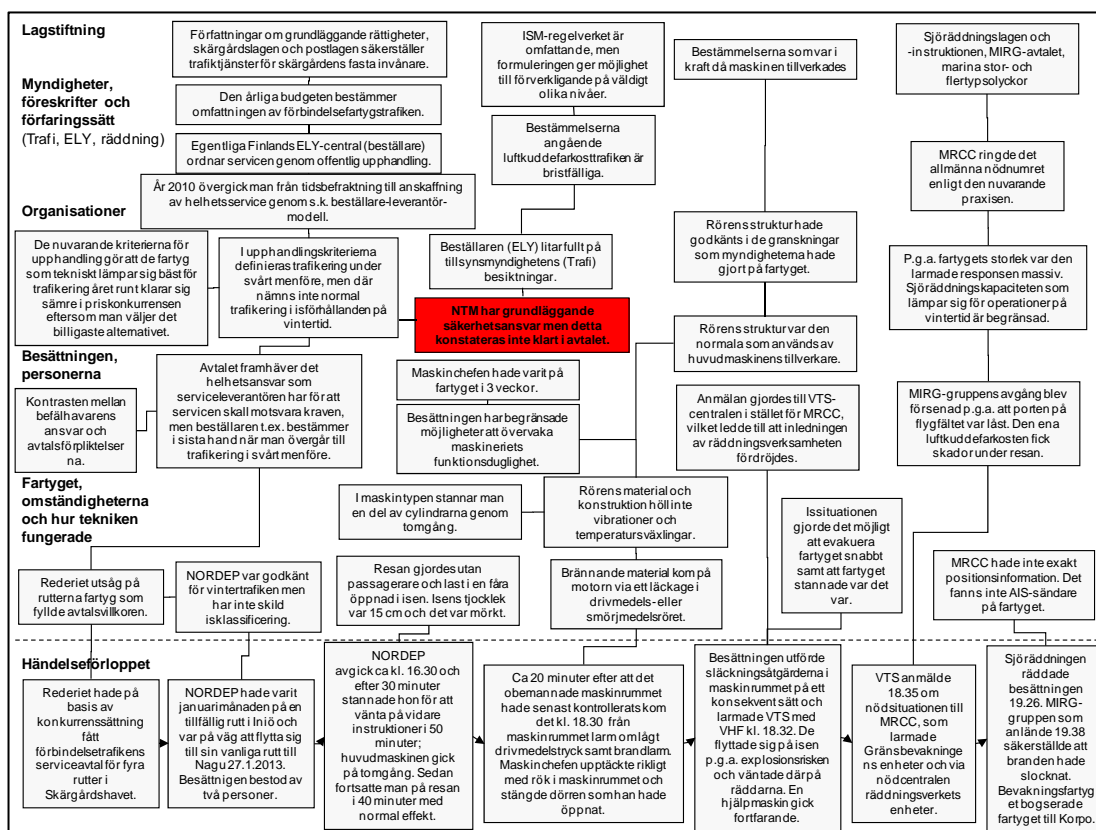 Lagstiftning
Författningar om grundläggande rättigheter,
skärgårdslagen och postlagen säkerställer
trafiktjänster för skärgårdens fasta invånare.
ISM-regelverket är
omfattande, men
formuleringen ger möjlighet
till förverkligande på väldigt
olika nivåer.
Bestämmelserna som var i
kraft då maskinen tillverkades
Sjöräddningslagen och
-instruktionen, MIRG-avtalet,
marina stor- och
flertypsolyckor
Myndigheter,
föreskrifter och
förfaringssätt
(Trafi, ELY, räddning)
Den årliga budgeten bestämmer
omfattningen av förbindelsefartygstrafiken.
Egentliga Finlands ELY-central (beställare)
ordnar servicen genom offentlig upphandling.
Bestämmelserna
angående
luftkuddefarkosttrafiken är
bristfälliga.
MRCC ringde det
allmänna nödnumret
enligt den nuvarande
praxisen.
År 2010 övergick man från tidsbefraktning till anskaffning
av helhetsservice genom s.k. beställare-leverantör-
modell.
Organisationer
De nuvarande kriterierna för
upphandling gör att de fartyg
som tekniskt lämpar sig bäst för
trafikering året runt klarar sig
sämre i priskonkurrensen
eftersom man väljer det
billigaste alternativet.
I upphandlingskriterierna
definieras trafikering under
svårt menföre, men där
nämns inte normal
trafikering i isförhållanden på
vintertid.
Beställaren (ELY) litar fullt på
tillsynsmyndighetens (Trafi)
besiktningar.
NTM har grundläggande
säkerhetsansvar men detta
konstateras inte klart i avtalet.
Rörens struktur hade
godkänts i de granskningar
som myndigheterna hade
gjort på fartyget.
Rörens struktur var den
normala som används av
huvudmaskinens tillverkare.
P.g.a. fartygets storlek var den
larmade responsen massiv.
Sjöräddningskapaciteten som
lämpar sig för operationer på
vintertid är begränsad.
Besättningen,
personerna
Kontrasten mellan
befälhavarens
ansvar och
avtalsförpliktelser
na.
Avtalet framhäver det
helhetsansvar som
serviceleverantören har för att
servicen skall motsvara kraven,
men beställaren t.ex. bestämmer
i sista hand när man övergår till
trafikering i svårt menföre.
Maskinchefen hade varit på
fartyget i 3 veckor.
Besättningen har begränsade
möjligheter att övervaka
maskineriets
funktionsduglighet.
Anmälan gjordes till VTS-
centralen i stället för MRCC,
vilket ledde till att inledningen
av räddningsverksamheten
fördröjdes.
MIRG-gruppens avgång blev
försenad p.g.a. att porten på
flygfältet var låst. Den ena
luftkuddefarkosten fick
skador under resan.
Fartyget,
omständigheterna
och hur tekniken
fungerade
I maskintypen stannar man
en del av cylindrarna genom
tomgång.
Rörens material och
konstruktion höll inte
vibrationer och
temperatursväxlingar.
Issituationen
gjorde det möjligt
att evakuera
fartyget snabbt
samt att fartyget
stannade var det
var.
Rederiet utsåg på
rutterna fartyg som
fyllde avtalsvillkoren.
NORDEP var godkänt
för vintertrafiken men
har inte skild
isklassificering.
Resan gjordes utan
passagerare och last i en fåra
öppnad i isen. Isens tjocklek
var 15 cm och det var mörkt.
Brännande material kom på
motorn via ett läckage i
drivmedels- eller
smörjmedelsröret.
MRCC hade inte exakt
positionsinformation. Det
fanns inte AIS-sändare
på fartyget.
Händelseförloppet
Rederiet hade på
basis av
konkurrenssättning
fått
förbindelsetrafikens
serviceavtal för fyra
rutter i
Skärgårdshavet.
NORDEP hade varit
januarimånaden på en
tillfällig rutt i Iniö och
var på väg att flytta sig
till sin vanliga rutt till
Nagu 27.1.2013.
Besättnigen bestod av
två personer.
NORDEP
avgick ca kl. 16.30 och
efter 30 minuter
stannade hon för att
vänta på vidare
instruktioner i 50
minuter;
huvudmaskinen gick
på tomgång. Sedan
fortsatte man på resan
i 40 minuter med
normal effekt.
Ca 20 minuter efter att det
obemannade maskinrummet
hade senast kontrollerats kom
det kl. 18.30 från
maskinrummet larm om lågt
drivmedelstryck samt brandlarm.
Maskinchefen upptäckte rikligt
med rök i maskinrummet och
stängde dörren som han hade
öppnat.
Besättningen utförde
släckningsåtgärderna i
maskinrummet på ett
konsekvent sätt och
larmade VTS med
VHF kl. 18.32. De
flyttade sig på isen
p.g.a. explosionsrisken
och väntade där på
räddarna. En
hjälpmaskin gick
fortfarande.
VTS anmälde
18.35 om
nödsituationen till
MRCC, som
larmade
Gränsbevakninge
ns enheter och via
nödcentralen
räddningsverkets
enheter.
Sjöräddningen
räddade
besättningen
19.26. MIRG-
gruppen som
anlände 19.38
säkerställde att
branden hade
slocknat.
Bevakningsfartyg
et bogserade
fartyget till Korpo.